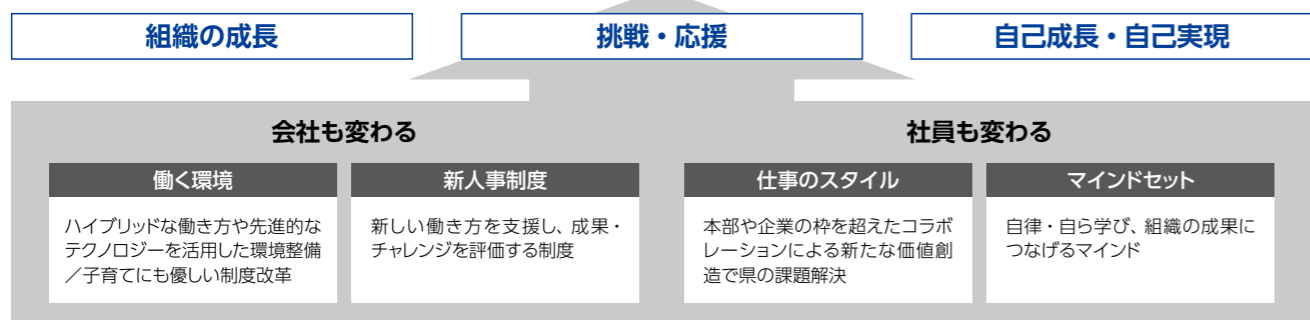 組織の成長
挑戦・応援
自己成長・自己実現
会社も変わる
働く環境
ハイブリッドな働き方や先進的な
テクノロジーを活用した環境整備
／子育てにも優しい制度改革
新人事制度
新しい働き方を支援し、成果・
チャレンジを評価する制度
社員も変わる
仕事のスタイル
本部や企業の枠を超えたコラボ
レーションによる新たな価値創
造で県の課題解決
マインドセット
自律・自ら学び、組織の成果に
つなげるマインド